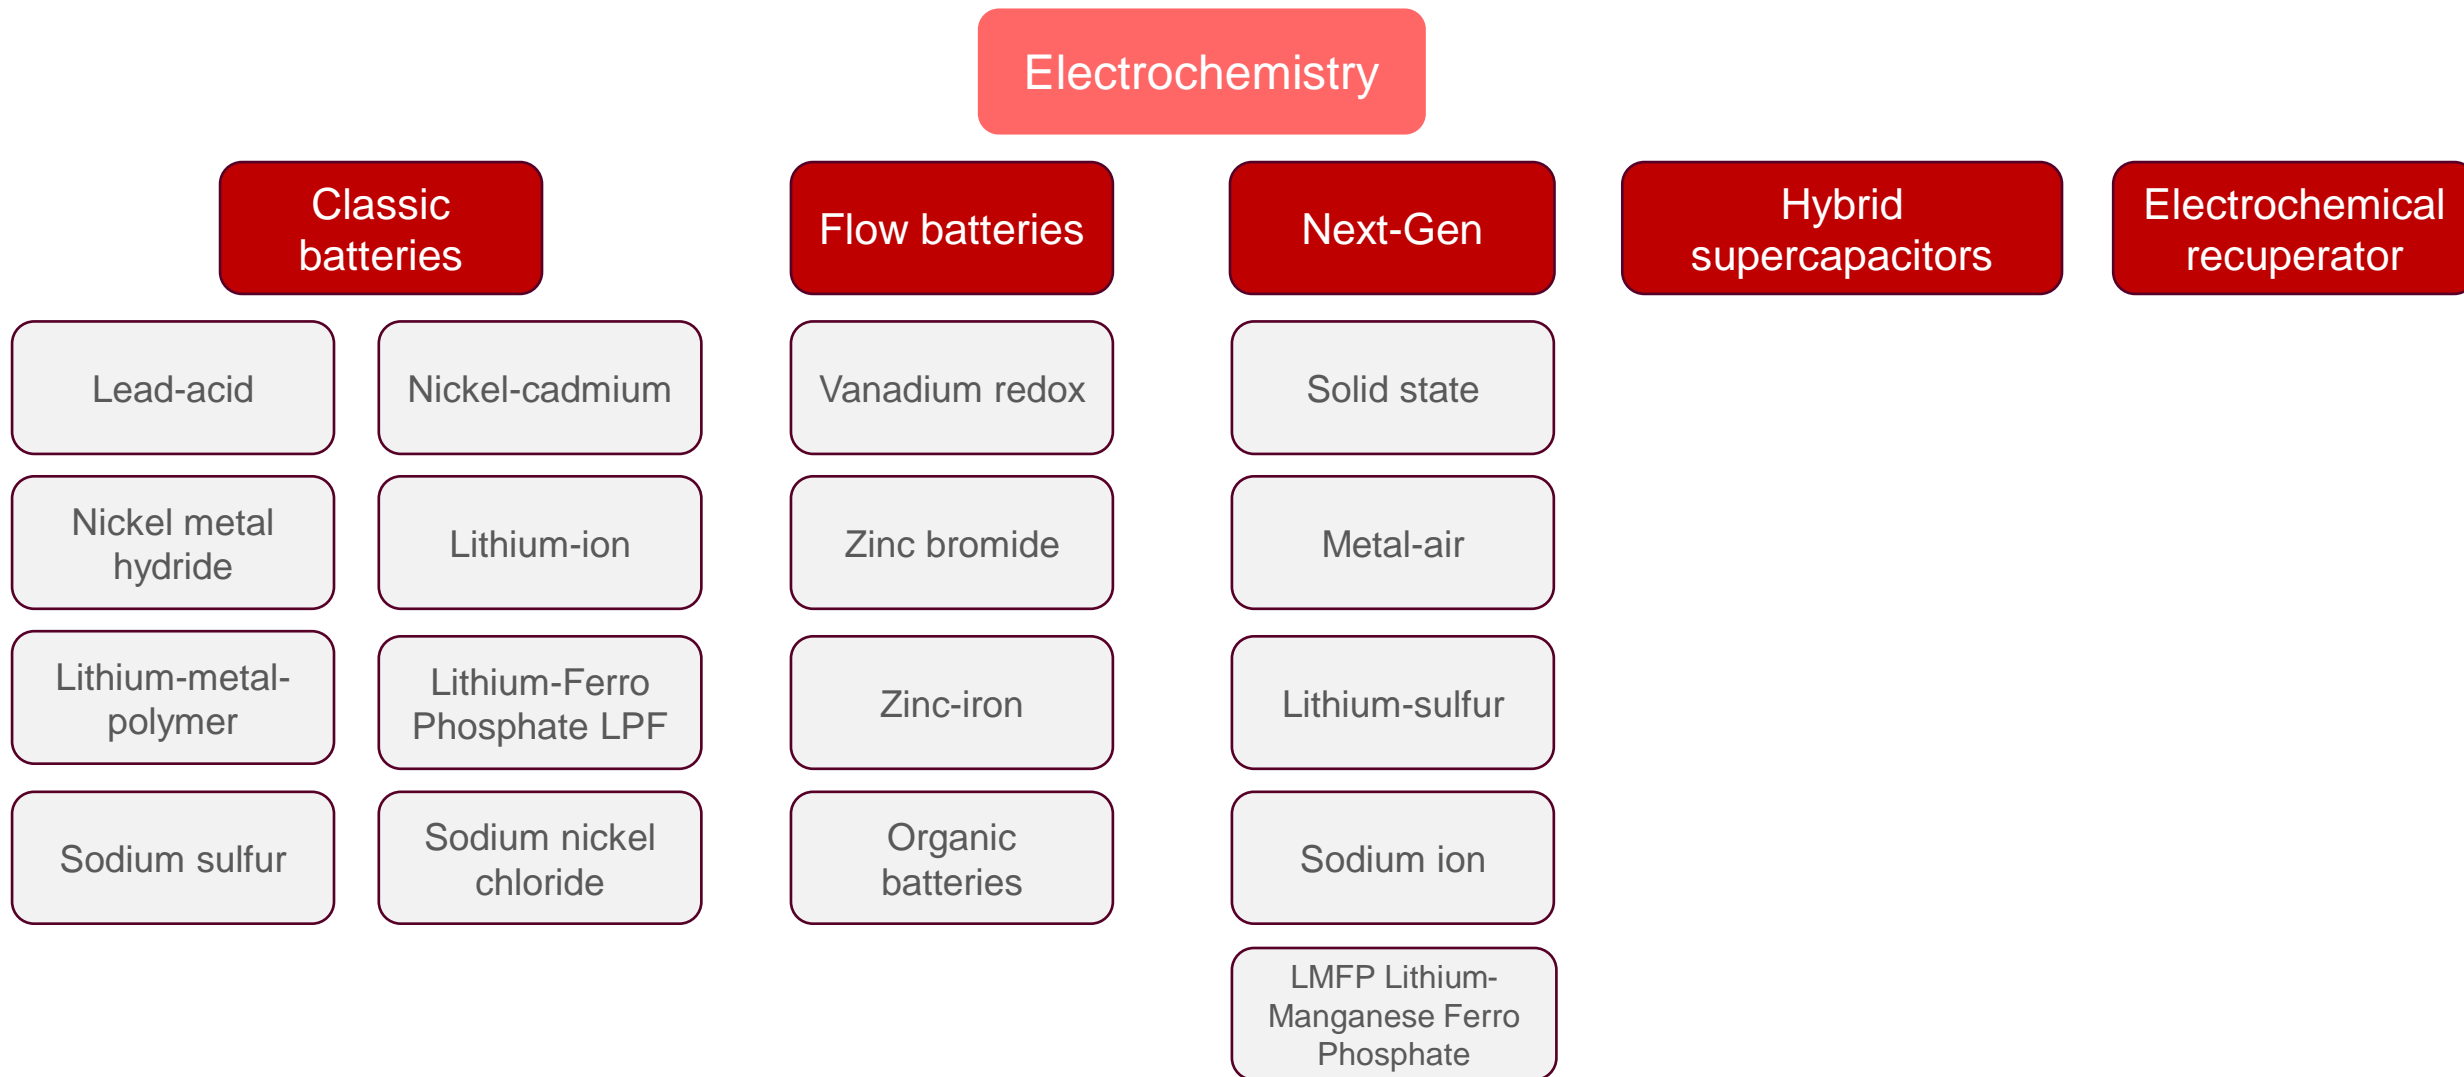 Electrochemistry
Classic
batteries
Flow batteries
Next-Gen
Hybrid
supercapacitors
Electrochemical
recuperator
Lead-acid
Nickel-cadmium
Vanadium redox
Solid state
Nickel metal
hydride
Lithium-ion
Zinc bromide
Metal-air
Lithium-metal-
polymer
Lithium-Ferro
Phosphate LPF
Zinc-iron
Lithium-sulfur
Sodium sulfur
Sodium nickel
chloride
Organic
batteries
Sodium ion
LMFP Lithium-
Manganese Ferro
Phosphate